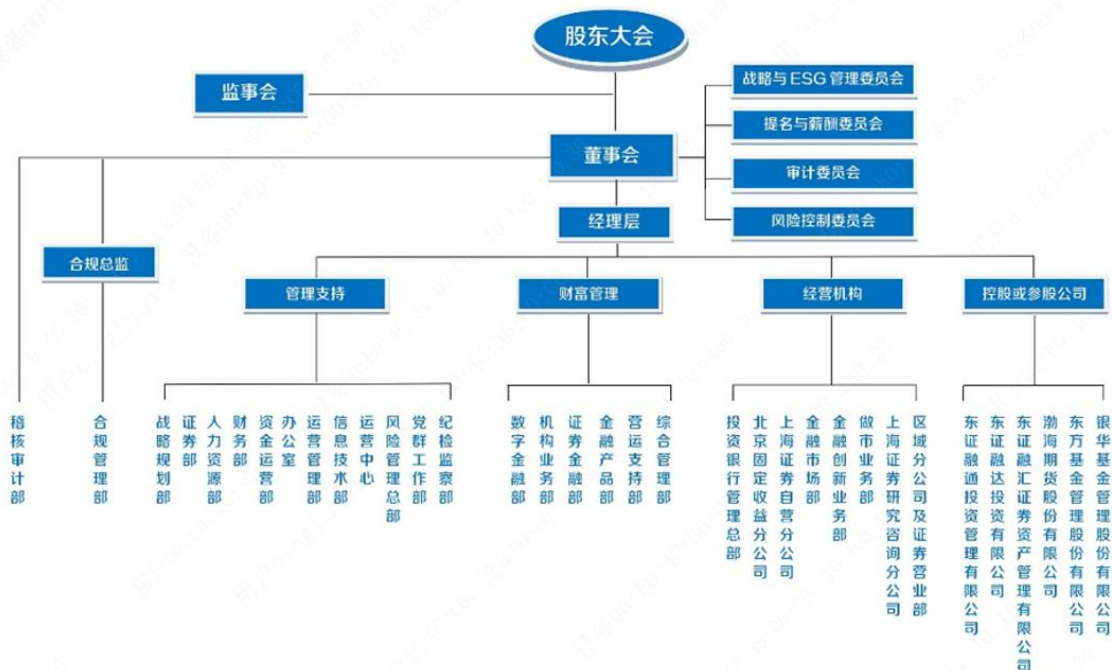 股东大会
监事会
战略与ESG管理委员会
提名与薪酬委员会
董事会
审计委员会
经理层
风险控制委员会
合规总监
管理支持
财富管理
经营机构
控股或参股公司
稽核审计部
合规管理部
战略规划部
证券部
人力资源部
财务部
资金运营部
办公室
运营管理部
信息技术部
运营中心
风险管理总部
党群工作部
纪检监察部
数字金融部
机构业务部
证券金融部
金融产品部
营运支持部
综合管理部
投资银行管理总部
北京固定收益分公司
上海证券自营分公司
金融市场部
金融创新业务部
做市业务部
上海证券研究咨询分公司
区域分公司及证券营业部
东证融通投资管理有限公司
东证融达投资有限公司
东证融汇证券资产管理有限公司
渤海期货股份有限公司
东方基金管理股份有限公司
银华基金管理股份有限公司